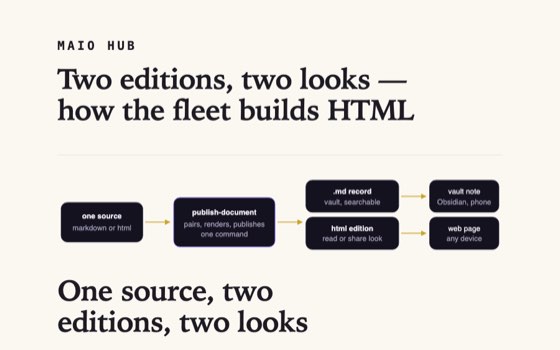 MAIO HUB
Two editions, two looks —
how the fleet builds HTML
one source
markdown or html
publish-document
pairs, renders, publishes
one command
.md record
vault, searchable
html edition
read or share look
vault note
Obsidian, phone
web page
any device
One source, two
editions, two looks